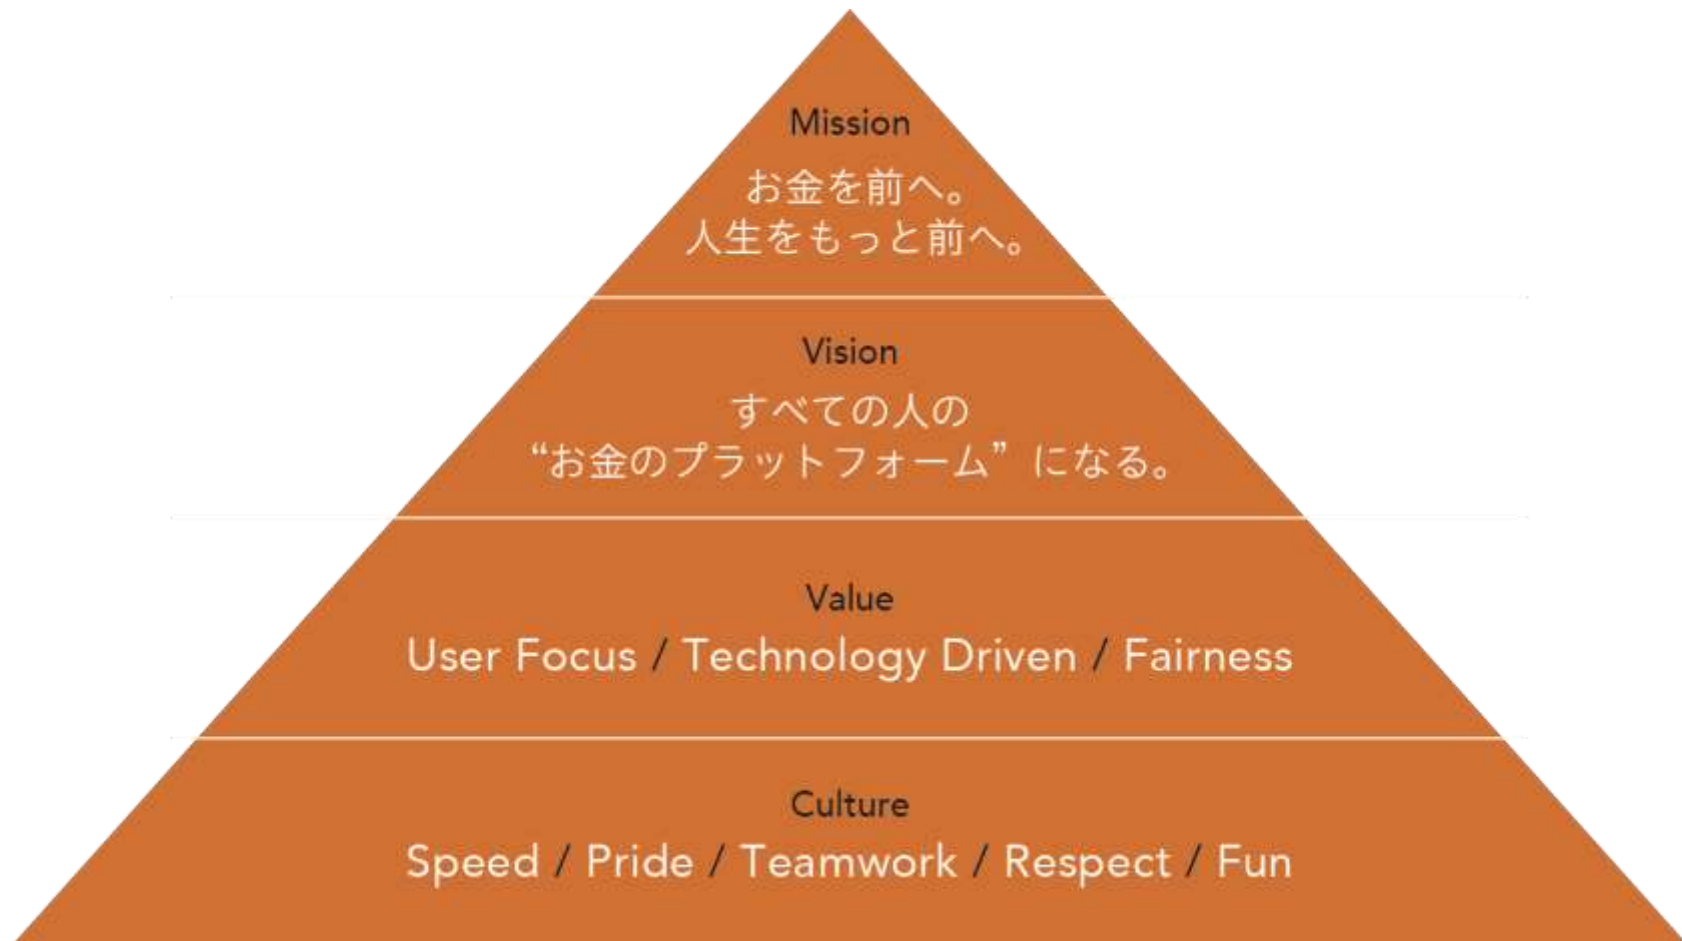 Mission
お金を前へ。
人生をもっと前へ。
Vision
すべての人の
“お金のプラットフォーム”になる。
Value
User Focus / Technology Driven / Fairness
Culture
Speed / Pride / Teamwork / Respect / Fun